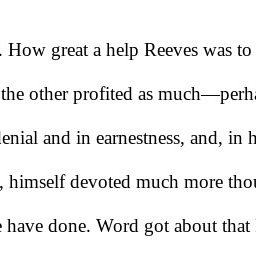 . How great a help Reeves was to
the other profited as much—perha
enial and in earnestness, and, in h
, himself devoted much more thou
have done. Word got about that